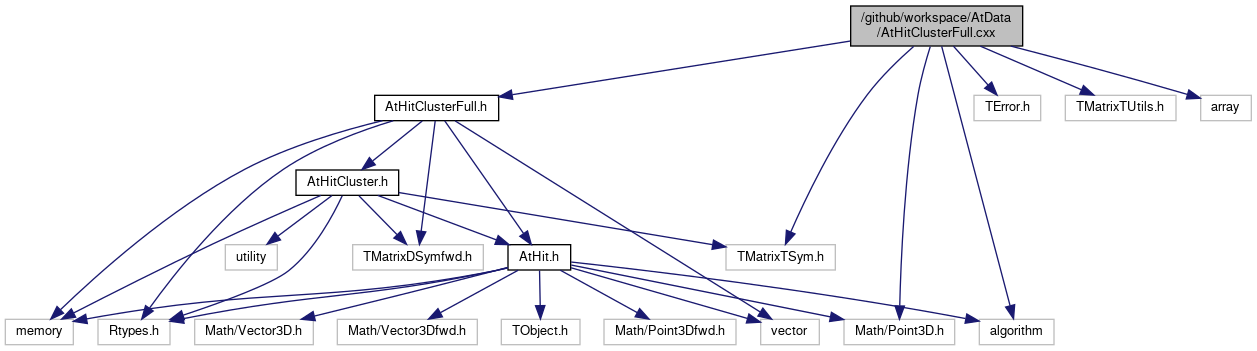 /github/workspace/AtData
/AtHitClusterFull.cxx
AtHitClusterFull.h
TError.h
TMatrixTUtils.h
array
AtHitCluster.h
utility
TMatrixDSymfwd.h
AtHit.h
TMatrixTSym.h
memory
Rtypes.h
Math/Vector3D.h
Math/Vector3Dfwd.h
TObject.h
Math/Point3Dfwd.h
vector
Math/Point3D.h
algorithm